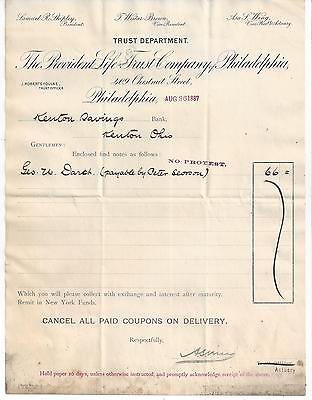 Samuel R. Shipley, President. T. Wistar Brown, Vice-President. Asa S. Wing, Vice-Pres't & Actuary.
TRUST DEPARTMENT.
The Provident Life & Trust Company of Philadelphia,
J. ROBERTS FOULKE, TRUST OFFICER
409 Chestnut Street,
Philadelphia, AUG 26 1887
Kenton Savings Bank,
Kenton Ohio
GENTLEMEN:
Enclosed find notes as follows:
NO PROTEST,
Geo. W. (payable by Peter) 66 =
Which you will please collect with exchange and interest after maturity.
Remit in New York Funds.
CANCEL ALL PAID COUPONS ON DELIVERY.
Respectfully,
Actuary
Hold paper 10 days, unless otherwise instructed, and promptly acknowledge receipt of the same.